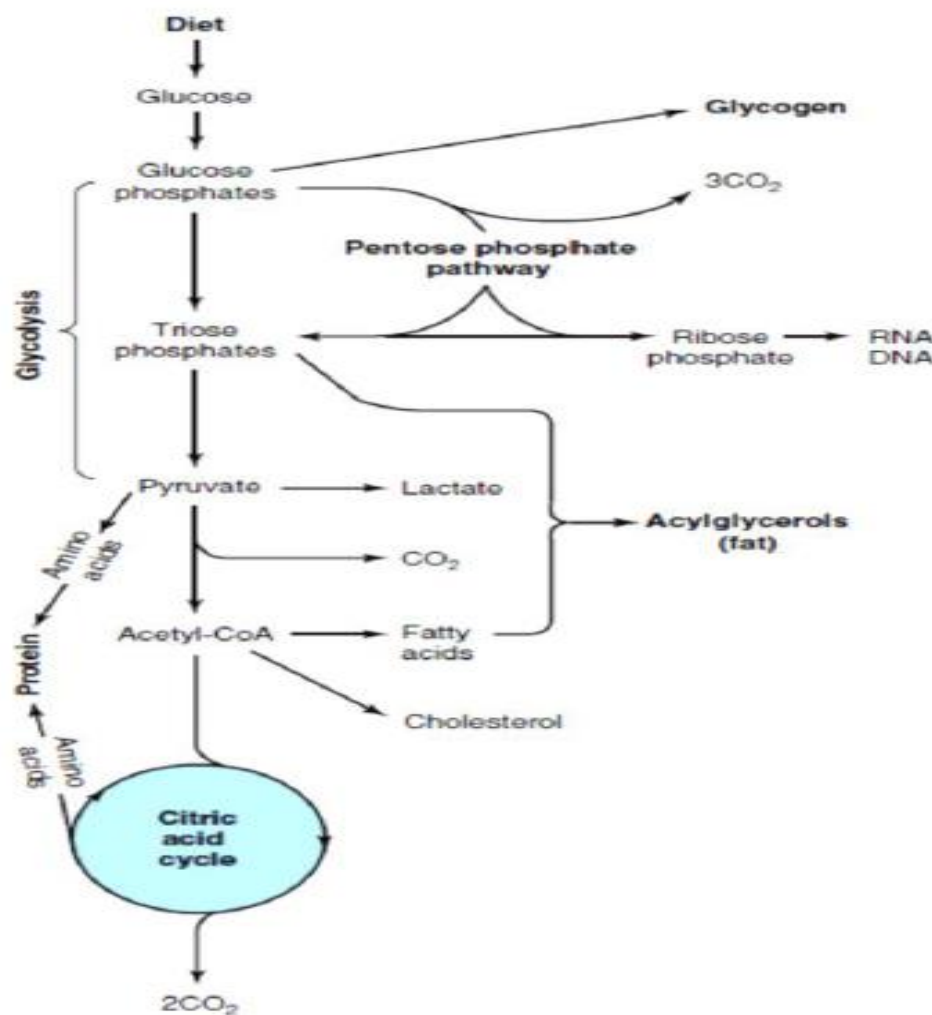 Diet
Glucose
Glycogen
Glucose
phosphates
3CO₂
Pentose phosphate
pathway
Glycolysis
Triose
phosphates
Ribose
phosphate
RNA
DNA
Pyruvate
Lactate
Acylglycerols
(fat)
Amino
acids
CO₂
Acetyl-CoA
Fatty
acids
Protein
Cholesterol
Amino
acids
Citric
acid
cycle
2CO₂